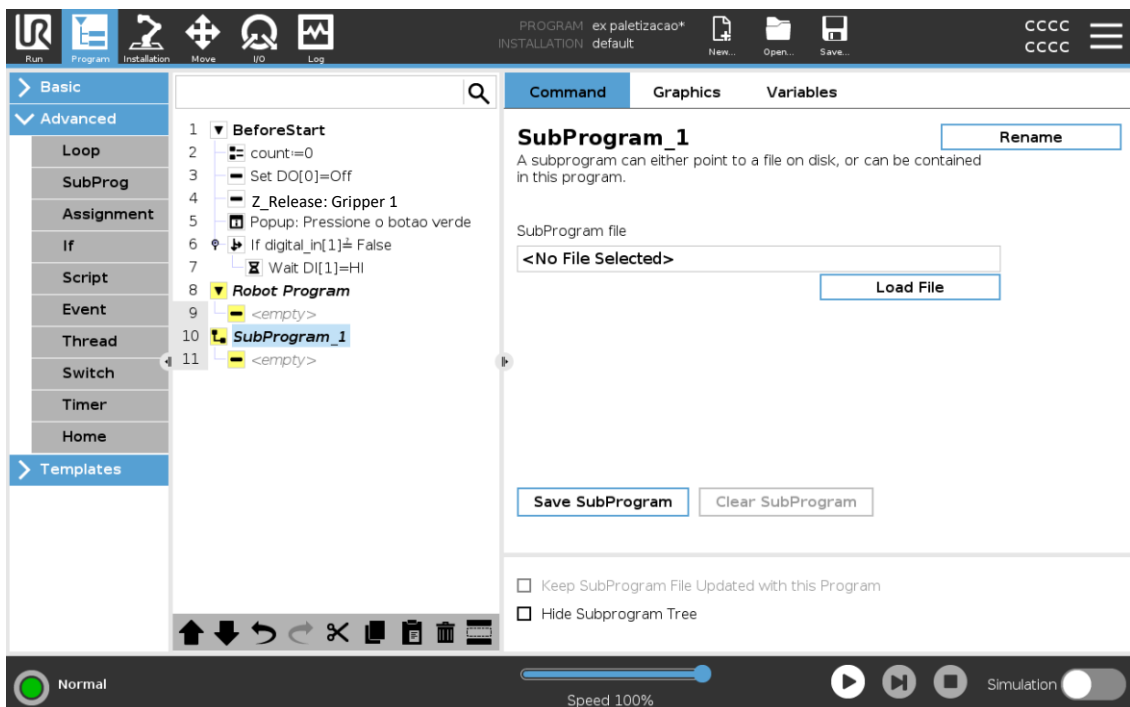 PROGRAM ex paletizacao*
INSTALLATION default
New... Open... Save...
CCCC
CCCC
UR
Run Program Installation Move I/O Log
Basic
Advanced
Loop
SubProg
Assignment
If
Script
Event
Thread
Switch
Timer
Home
Templates
1 BeforeStart
2 count:=0
3 Set DO[0]=Off
4 Z_Release: Gripper 1
5 Popup: Pressione o botao verde
6 If digital_in[1]≟ False
7 Wait DI[1]=HI
8 Robot Program
9 <empty>
10 SubProgram_1
11 <empty>
Command Graphics Variables
SubProgram_1
Rename
A subprogram can either point to a file on disk, or can be contained
in this program.
SubProgram file
<No File Selected>
Load File
Save SubProgram Clear SubProgram
Keep SubProgram File Updated with this Program
Hide Subprogram Tree
Normal
Speed 100%
Simulation